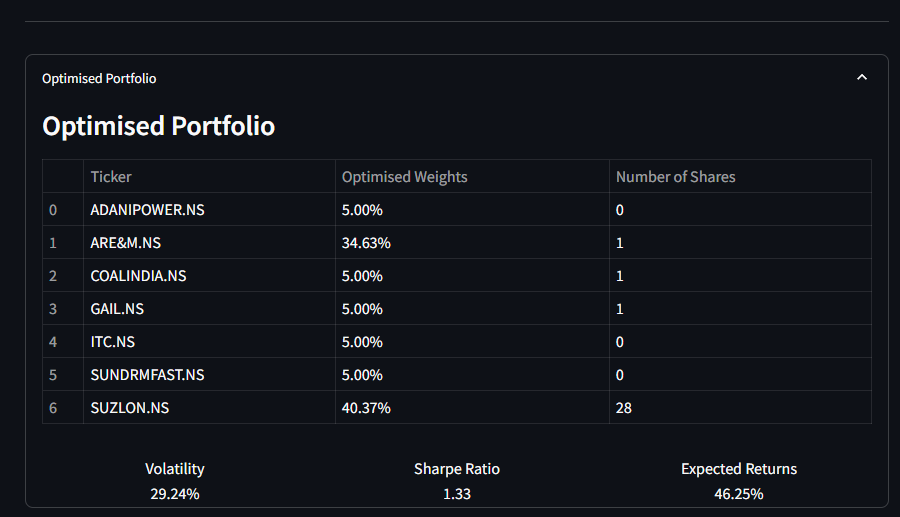 Optimised Portfolio
Optimised Portfolio
Ticker Optimised Weights Number of Shares
0 ADANIPOWER.NS 5.00% 0
1 ARE&M.NS 34.63% 1
2 COALINDIA.NS 5.00% 1
3 GAIL.NS 5.00% 1
4 ITC.NS 5.00% 0
5 SUNDRMFAST.NS 5.00% 0
6 SUZLON.NS 40.37% 28
Volatility Sharpe Ratio Expected Returns
29.24% 1.33 46.25%